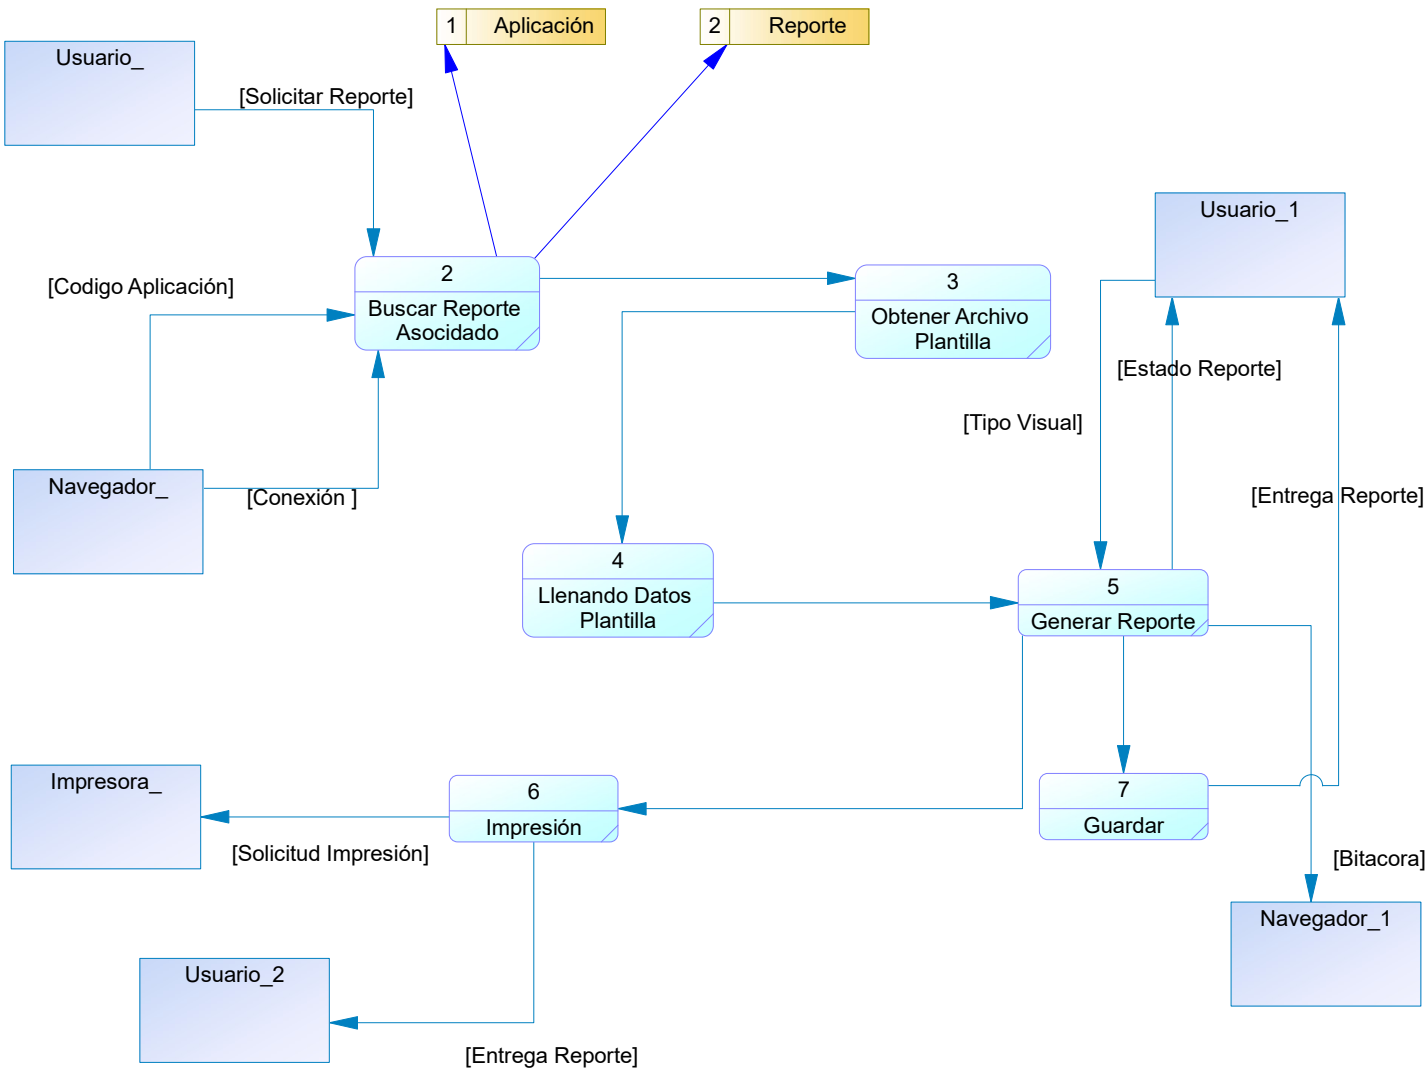 1 Aplicación
2 Reporte
Usuario_
[Solicitar Reporte]
Usuario_1
2
Buscar Reporte
Asocidado
[Codigo Aplicación]
3
Obtener Archivo
Plantilla
[Estado Reporte]
[Tipo Visual]
Navegador_
[Conexión ]
[Entrega Reporte]
4
Llenando Datos
Plantilla
5
Generar Reporte
Impresora_
6
Impresión
7
Guardar
[Solicitud Impresión]
[Bitacora]
Navegador_1
Usuario_2
[Entrega Reporte]